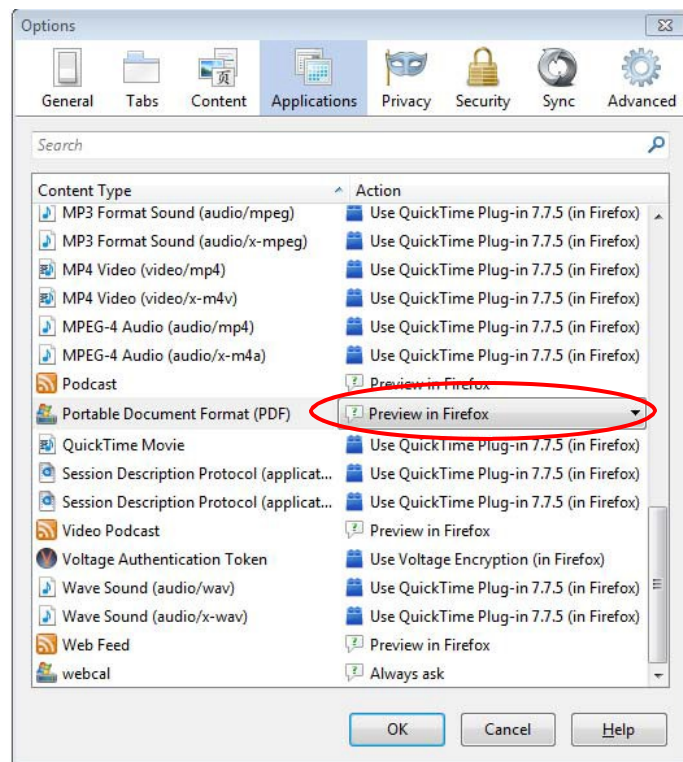 Options
General Tabs Content Applications Privacy Security Sync Advanced
Search
Content Type Action
MP3 Format Sound (audio/mpeg) Use QuickTime Plug-in 7.7.5 (in Firefox)
MP3 Format Sound (audio/x-mpeg) Use QuickTime Plug-in 7.7.5 (in Firefox)
MP4 Video (video/mp4) Use QuickTime Plug-in 7.7.5 (in Firefox)
MP4 Video (video/x-m4v) Use QuickTime Plug-in 7.7.5 (in Firefox)
MPEG-4 Audio (audio/mp4) Use QuickTime Plug-in 7.7.5 (in Firefox)
MPEG-4 Audio (audio/x-m4a) Use QuickTime Plug-in 7.7.5 (in Firefox)
Podcast Preview in Firefox
Portable Document Format (PDF) Preview in Firefox
QuickTime Movie Use QuickTime Plug-in 7.7.5 (in Firefox)
Session Description Protocol (applicat... Use QuickTime Plug-in 7.7.5 (in Firefox)
Session Description Protocol (applicat... Use QuickTime Plug-in 7.7.5 (in Firefox)
Video Podcast Preview in Firefox
Voltage Authentication Token Use Voltage Encryption (in Firefox)
Wave Sound (audio/wav) Use QuickTime Plug-in 7.7.5 (in Firefox)
Wave Sound (audio/x-wav) Use QuickTime Plug-in 7.7.5 (in Firefox)
Web Feed Preview in Firefox
webcal Always ask
OK Cancel Help